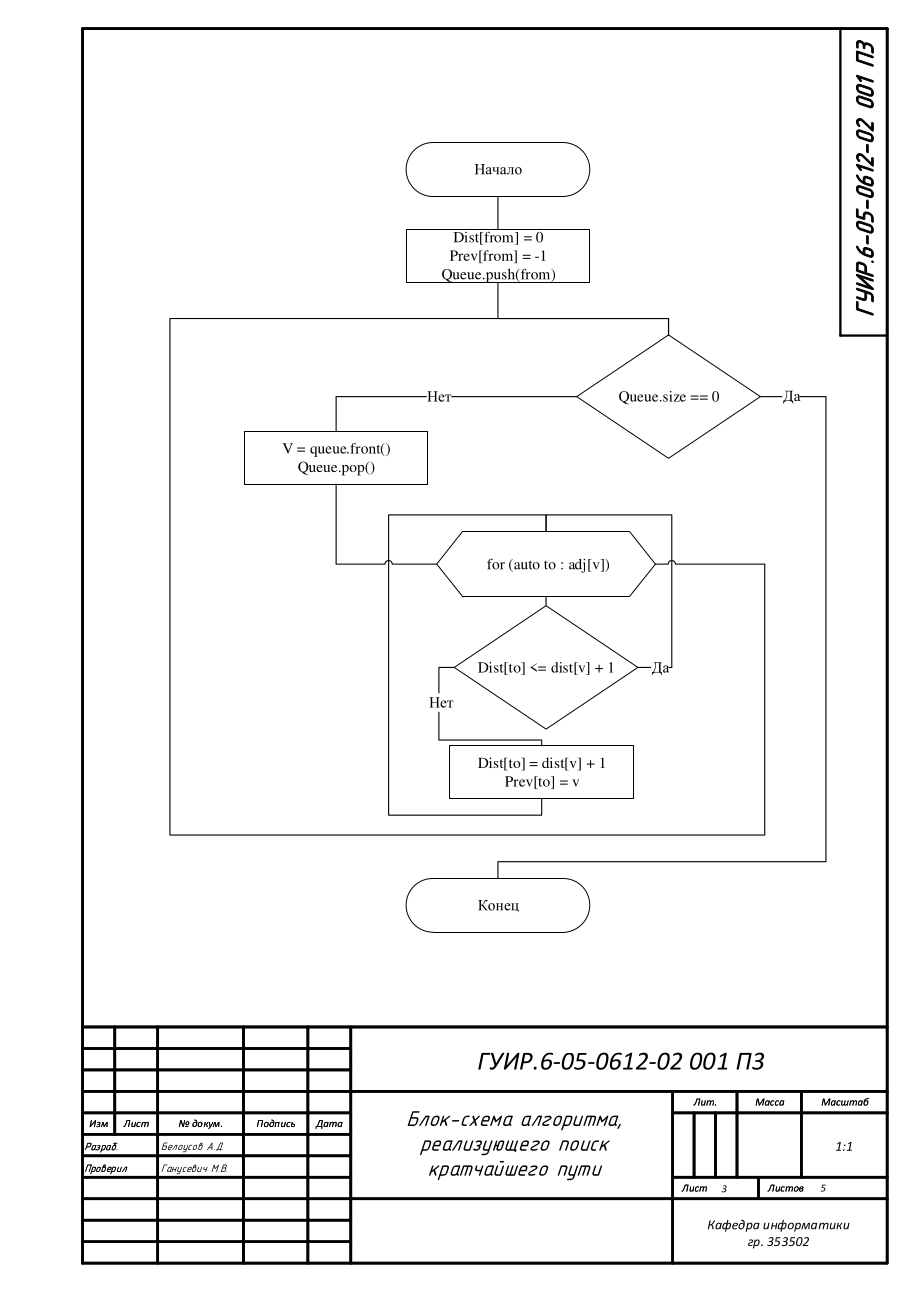 ГУИР.6-05-0612-02 001 ПЗ
Начало
Dist[from] = 0
Prev[from] = -1
Queue.push(from)
Queue.size == 0
Нет
Да
V = queue.front()
Queue.pop()
for (auto to : adj[v])
Dist[to] <= dist[v] + 1
Да
Нет
Dist[to] = dist[v] + 1
Prev[to] = v
Конец
ГУИР.6-05-0612-02 001 ПЗ
Блок-схема алгоритма,
реализующего поиск
кратчайшего пути
Лит. Масса Масштаб
1:1
Изм Лист № докум. Подпись Дата
Разраб. Белоусов А.Д.
Проверил Ганусевич М.В.
Лист 3 Листов 5
Кафедра информатики
гр. 353502